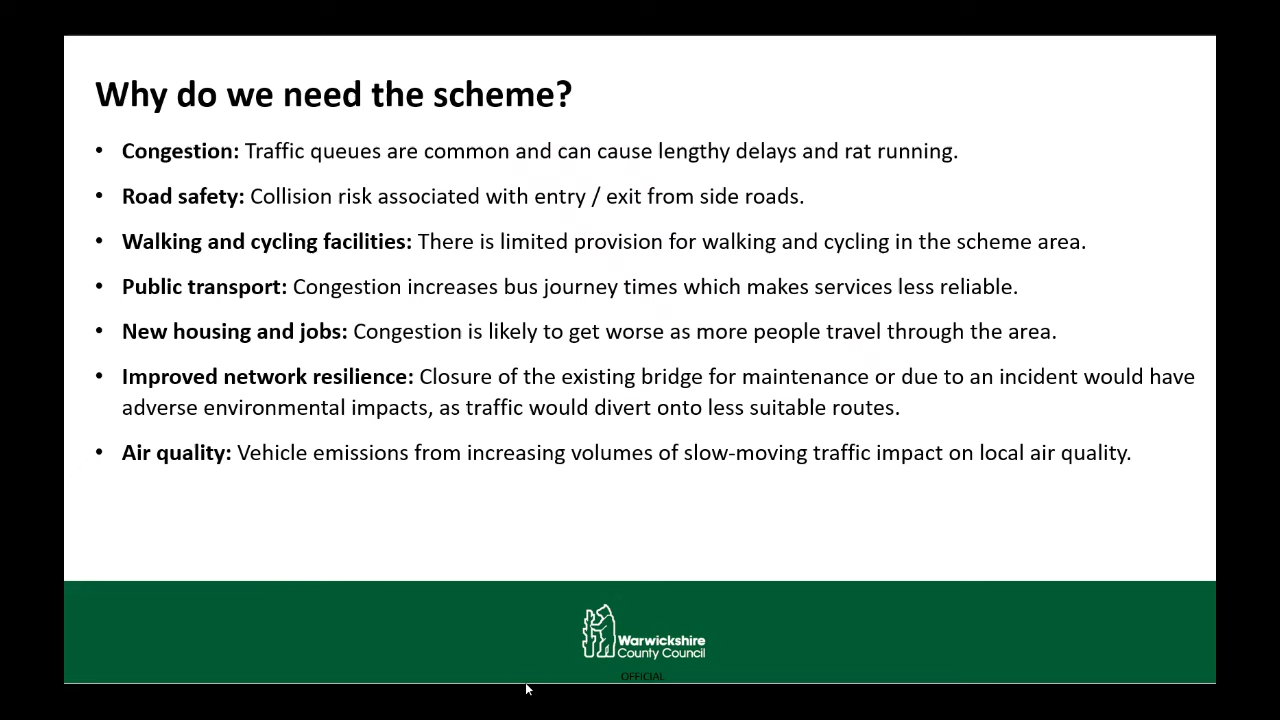 Why do we need the scheme?
• Congestion: Traffic queues are common and can cause lengthy delays and rat running.
• Road safety: Collision risk associated with entry / exit from side roads.
• Walking and cycling facilities: There is limited provision for walking and cycling in the scheme area.
• Public transport: Congestion increases bus journey times which makes services less reliable.
• New housing and jobs: Congestion is likely to get worse as more people travel through the area.
• Improved network resilience: Closure of the existing bridge for maintenance or due to an incident would have
adverse environmental impacts, as traffic would divert onto less suitable routes.
• Air quality: Vehicle emissions from increasing volumes of slow-moving traffic impact on local air quality.
Warwickshire
County Council
OFFICIAL